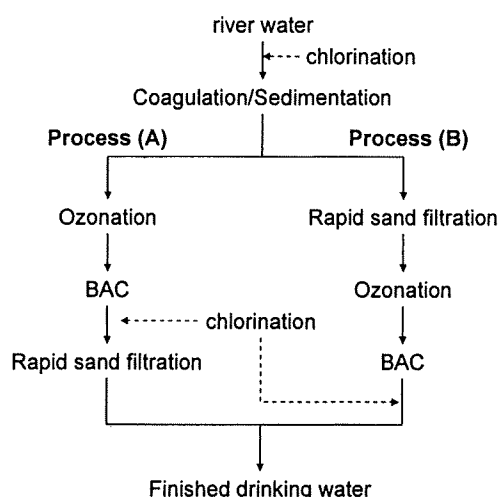 river water
chlorination
Coagulation/Sedimentation
Process (A)
Process (B)
Ozonation
Rapid sand filtration
BAC
Ozonation
chlorination
Rapid sand filtration
BAC
Finished drinking water